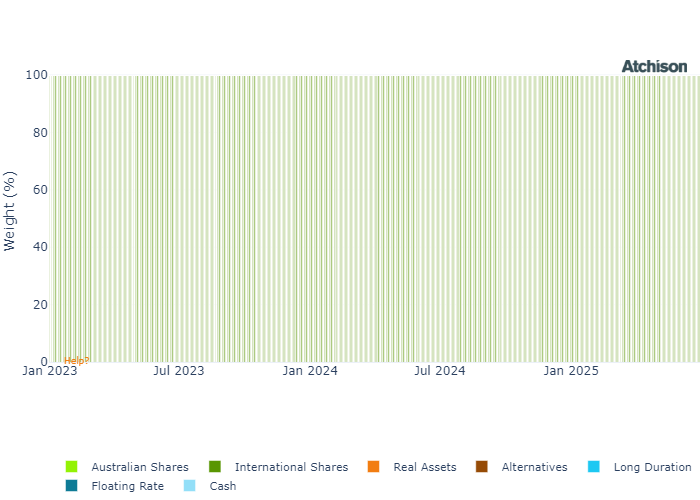 Atchison
100
80
60
40
20
0
Weight (%)
Help?
Jan 2023 Jul 2023 Jan 2024 Jul 2024 Jan 2025
Australian Shares International Shares Real Assets Alternatives Long Duration
Floating Rate Cash